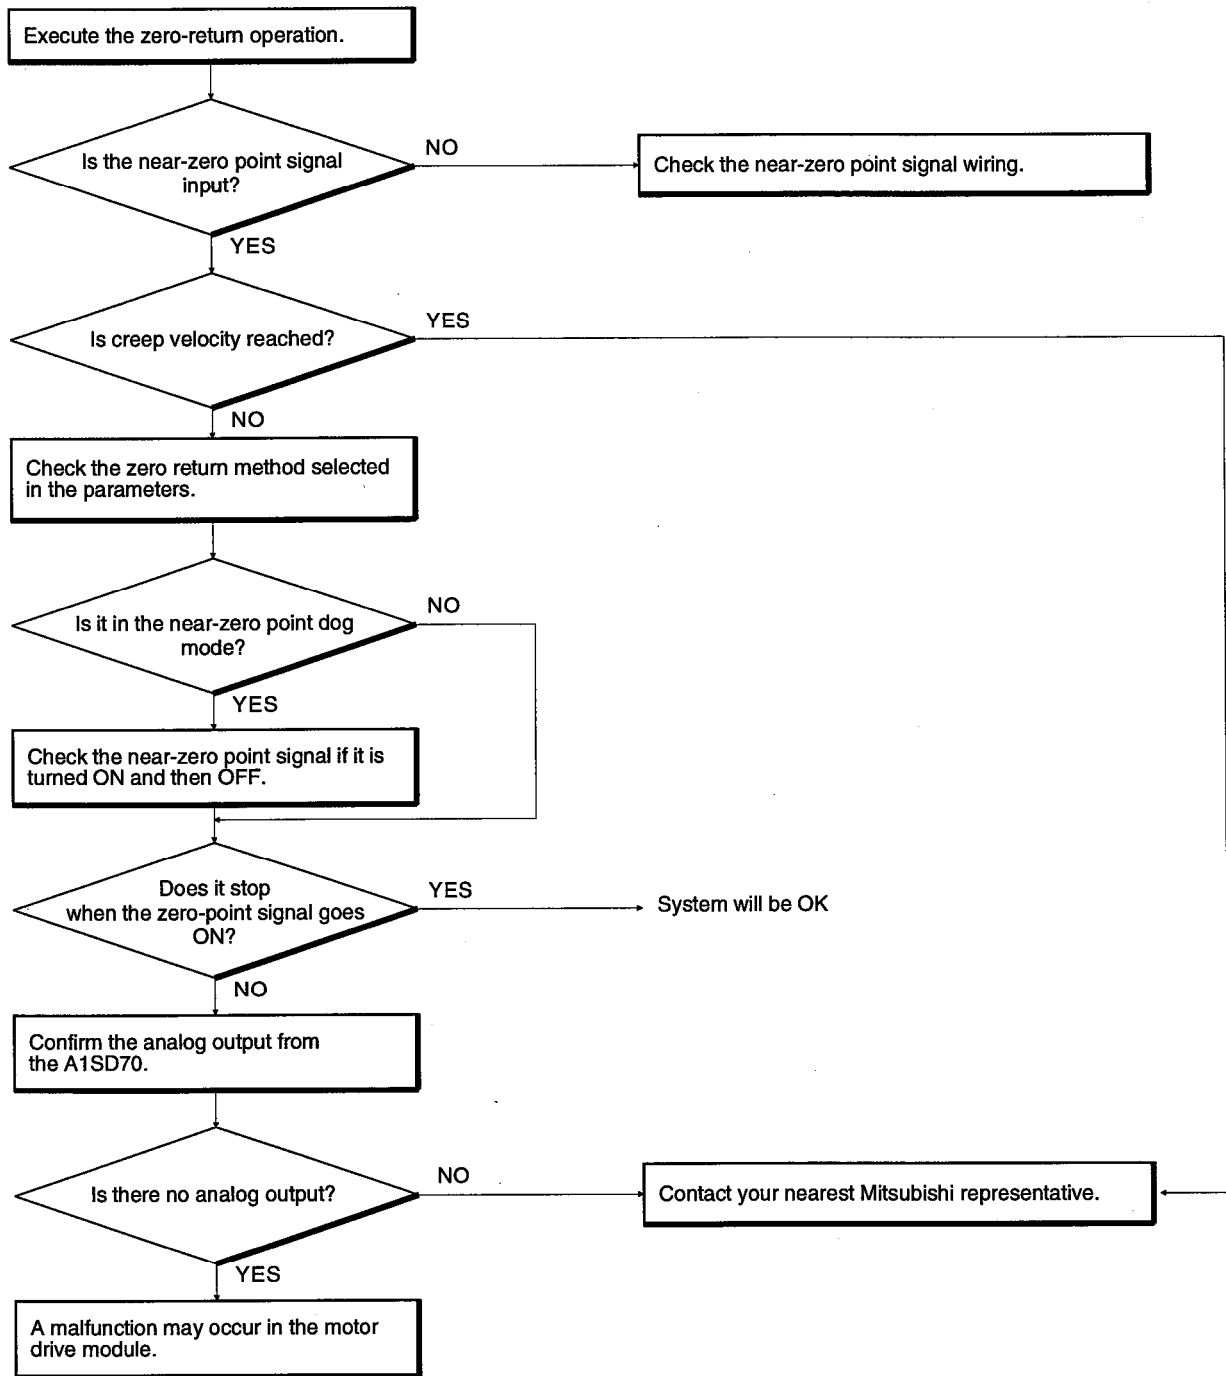 Execute the zero-return operation.
Is the near-zero point signal
input?
NO
Check the near-zero point signal wiring.
YES
Is creep velocity reached?
YES
NO
Check the zero return method selected
in the parameters.
Is it in the near-zero point dog
mode?
NO
YES
Check the near-zero point signal if it is
turned ON and then OFF.
Does it stop
when the zero-point signal goes
ON?
YES
System will be OK
NO
Confirm the analog output from
the A1SD70.
Is there no analog output?
NO
Contact your nearest Mitsubishi representative.
YES
A malfunction may occur in the motor
drive module.